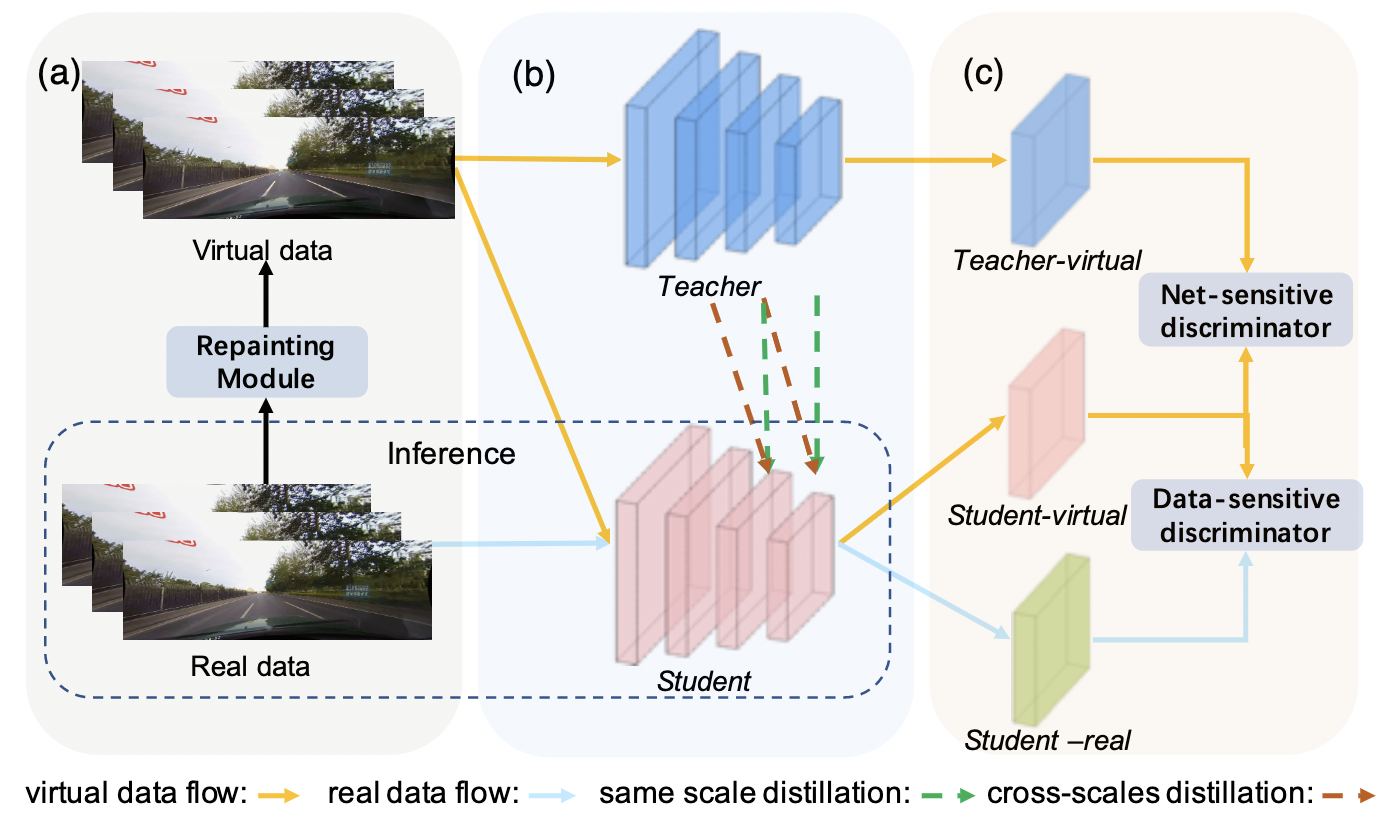 (a)
(b)
(c)
Virtual data
Repainting
Module
Inference
Real data
Teacher
Student
Teacher-virtual
Net-sensitive
discriminator
Student-virtual
Data-sensitive
discriminator
Student –real
virtual data flow:
real data flow:
same scale distillation:
cross-scales distillation: